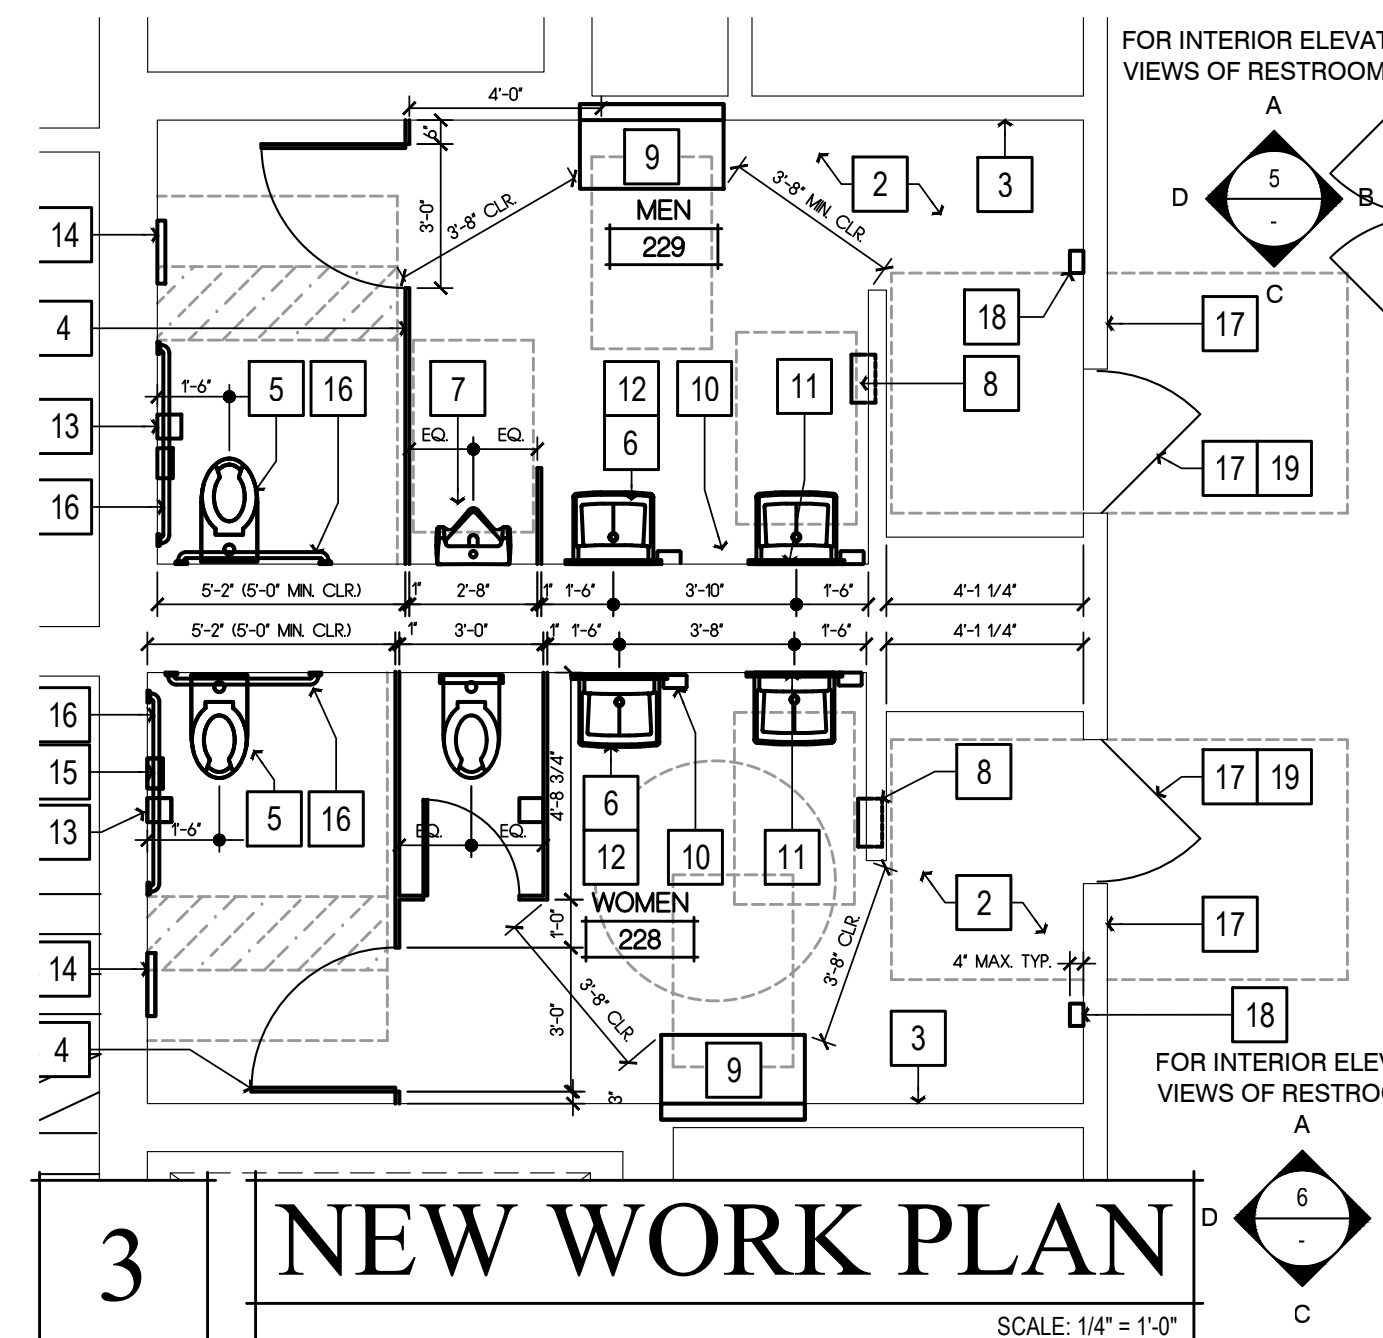 FOR INTERIOR ELEVAT
VIEWS OF RESTROOM
A
5
-
D
B
C
4'-0"
6"
9
2
3
3'-0"
3'-8" CLR.
3'-8" MIN. CLR.
MEN
229
14
4
18
17
1'-6"
5
16
7
12
6
10
11
8
13
EQ.
EQ.
17
19
16
5'-2" (5'-0" MIN. CLR.)
1"
2'-8"
1"
1'-6"
3'-10"
1'-6"
4'-1 1/4"
5'-2" (5'-0" MIN. CLR.)
1"
3'-0"
1"
1'-6"
3'-8"
1'-6"
4'-1 1/4"
16
15
13
1'-6"
5
16
EQ.
EQ.
4'-8 3/4"
6
12
10
11
8
17
19
WOMEN
228
2
17
1'-0"
3'-8" CLR.
3'-8" CLR.
4" MAX. TYP.
14
3'-0"
18
4
9
3
3"
FOR INTERIOR ELEV
VIEWS OF RESTRO
A
6
-
D
C
3
NEW WORK PLAN
SCALE: 1/4" = 1'-0"